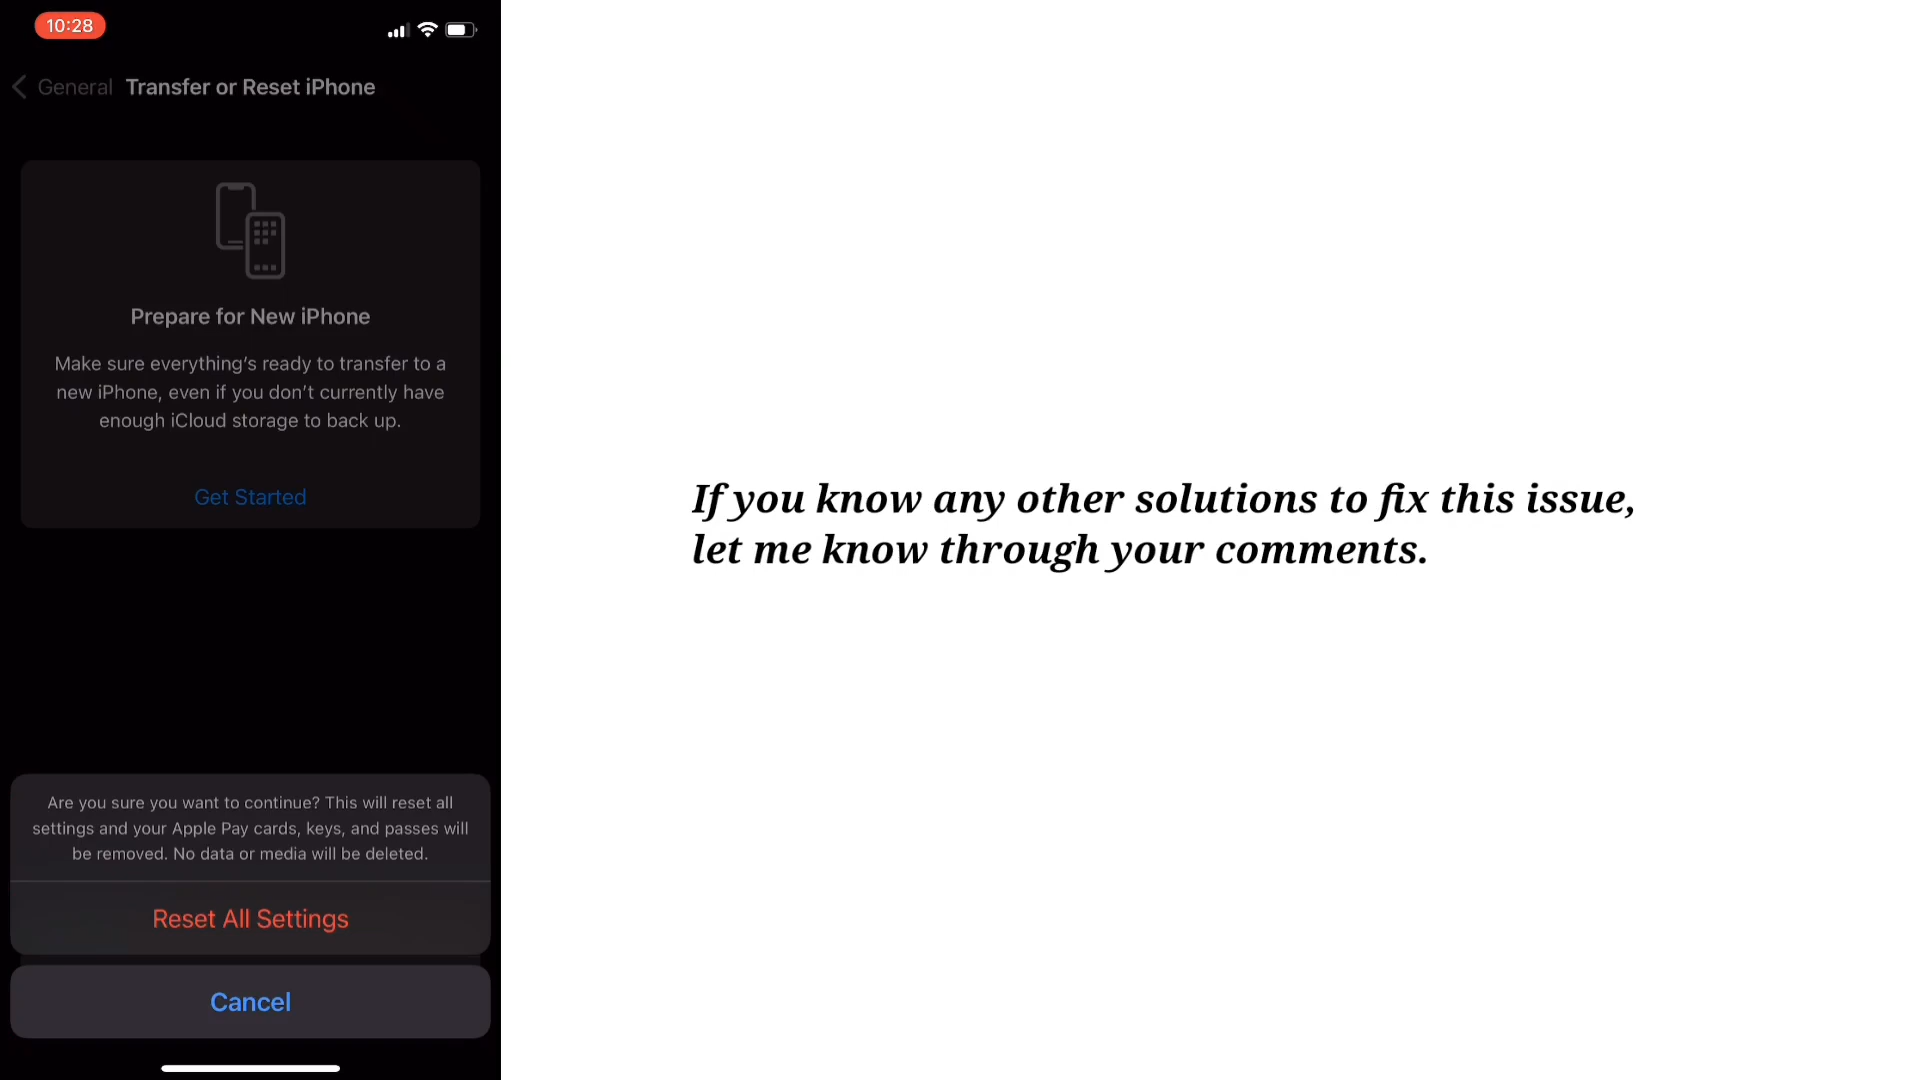 10:28
General Transfer or Reset iPhone
Prepare for New iPhone
Make sure everything's ready to transfer to a
new iPhone, even if you don't currently have
enough iCloud storage to back up.
Get Started
Are you sure you want to continue? This will reset all
settings and your Apple Pay cards, keys, and passes will
be removed. No data or media will be deleted.
Reset All Settings
Cancel
If you know any other solutions to fix this issue,
let me know through your comments.